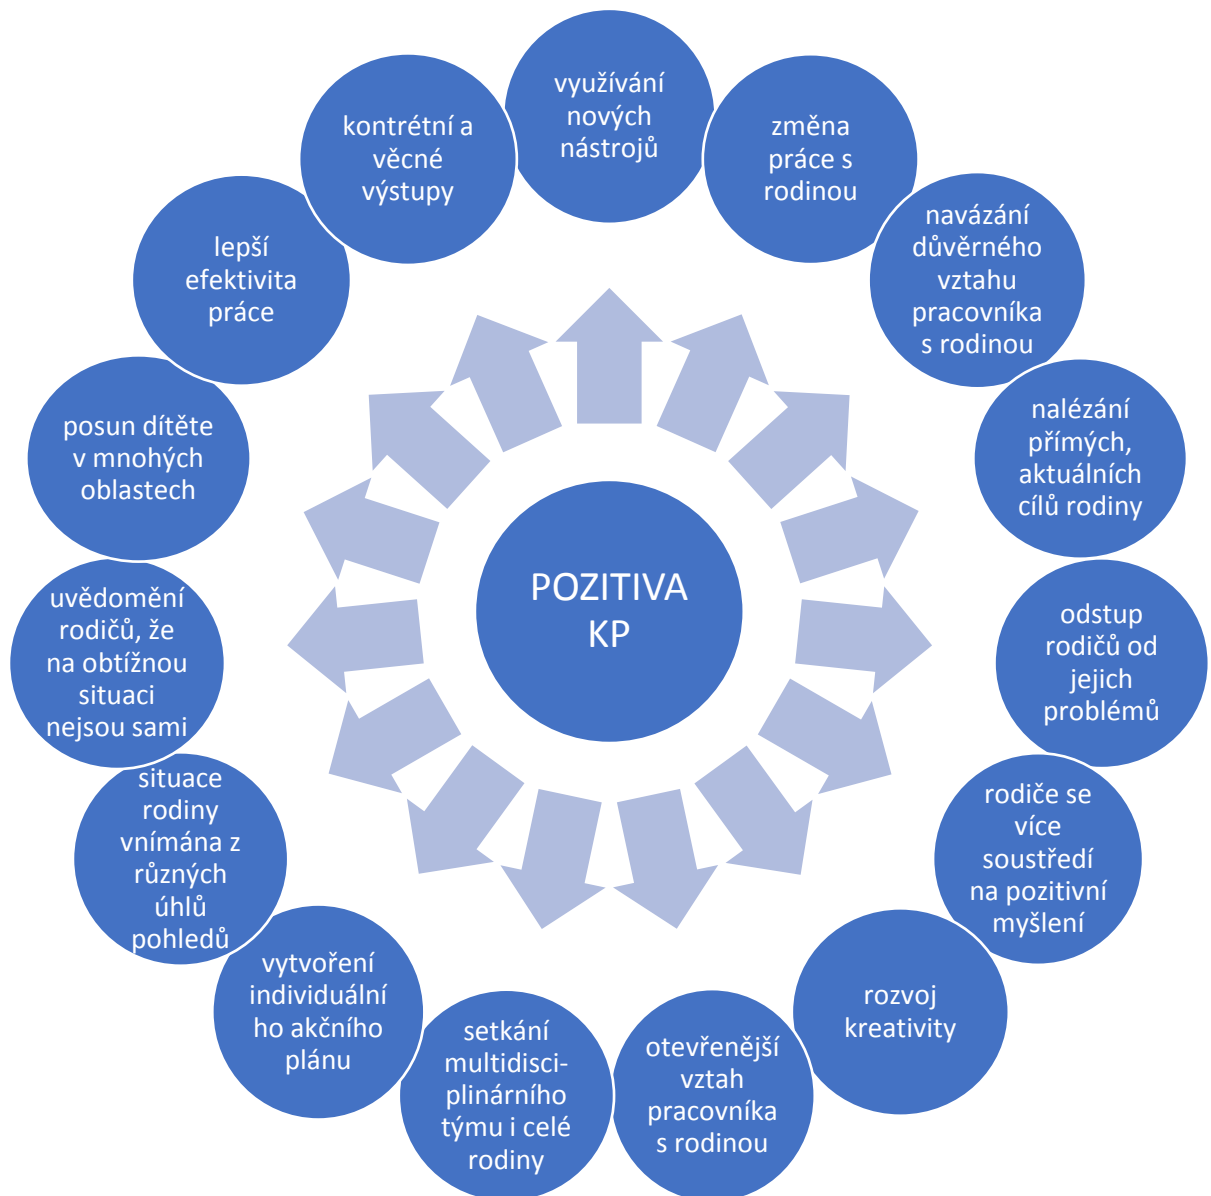 využívání
nových
nástrojů
změna
práce s
rodinou
navázání
důvěrného
vztahu
pracovníka
s rodinou
nalézání
přímých,
aktuálních
cílů rodiny
odstup
rodičů od
jejich
problémů
rodiče se
více
soustředí
na pozitivní
myšlení
rozvoj
kreativity
otevřenější
vztah
pracovníka
s rodinou
setkání
multidisci-
plinárního
týmu i celé
rodiny
vytvoření
individuální
ho akčního
plánu
situace
rodiny
vnímána z
různých
úhlů
pohledů
uvědomění
rodičů, že
na obtížnou
situaci
nejsou sami
posun dítěte
v mnohých
oblastech
lepší
efektivita
práce
kontrétní a
věcné
výstupy
POZITIVA
KP